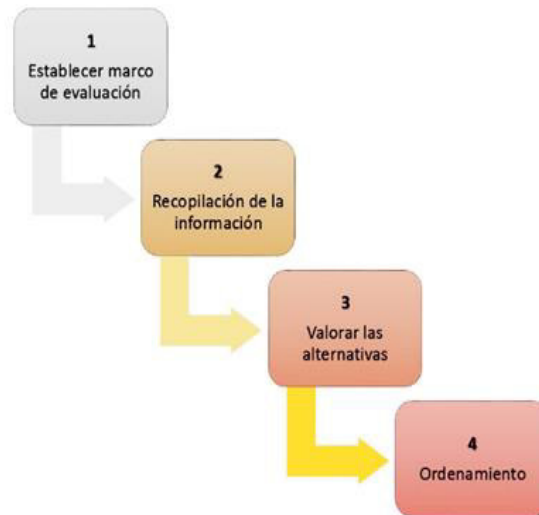 1
Establecer marco
de evaluación
2
Recopilación de la
información
3
Valorar las
alternativas
4
Ordenamiento